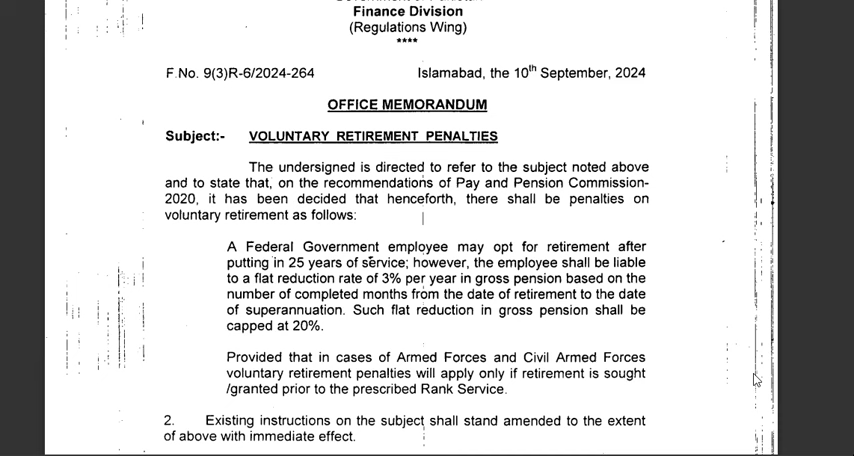 Finance Division
(Regulations Wing)
****
F.No. 9(3)R-6/2024-264 Islamabad, the 10th September, 2024
OFFICE MEMORANDUM
Subject:- VOLUNTARY RETIREMENT PENALTIES
The undersigned is directed to refer to the subject noted above
and to state that, on the recommendations of Pay and Pension Commission-
2020, it has been decided that henceforth, there shall be penalties on
voluntary retirement as follows:
A Federal Government employee may opt for retirement after
putting in 25 years of service; however, the employee shall be liable
to a flat reduction rate of 3% per year in gross pension based on the
number of completed months from the date of retirement to the date
of superannuation. Such flat reduction in gross pension shall be
capped at 20%.
Provided that in cases of Armed Forces and Civil Armed Forces
voluntary retirement penalties will apply only if retirement is sought
/granted prior to the prescribed Rank Service.
2. Existing instructions on the subject shall stand amended to the extent
of above with immediate effect.